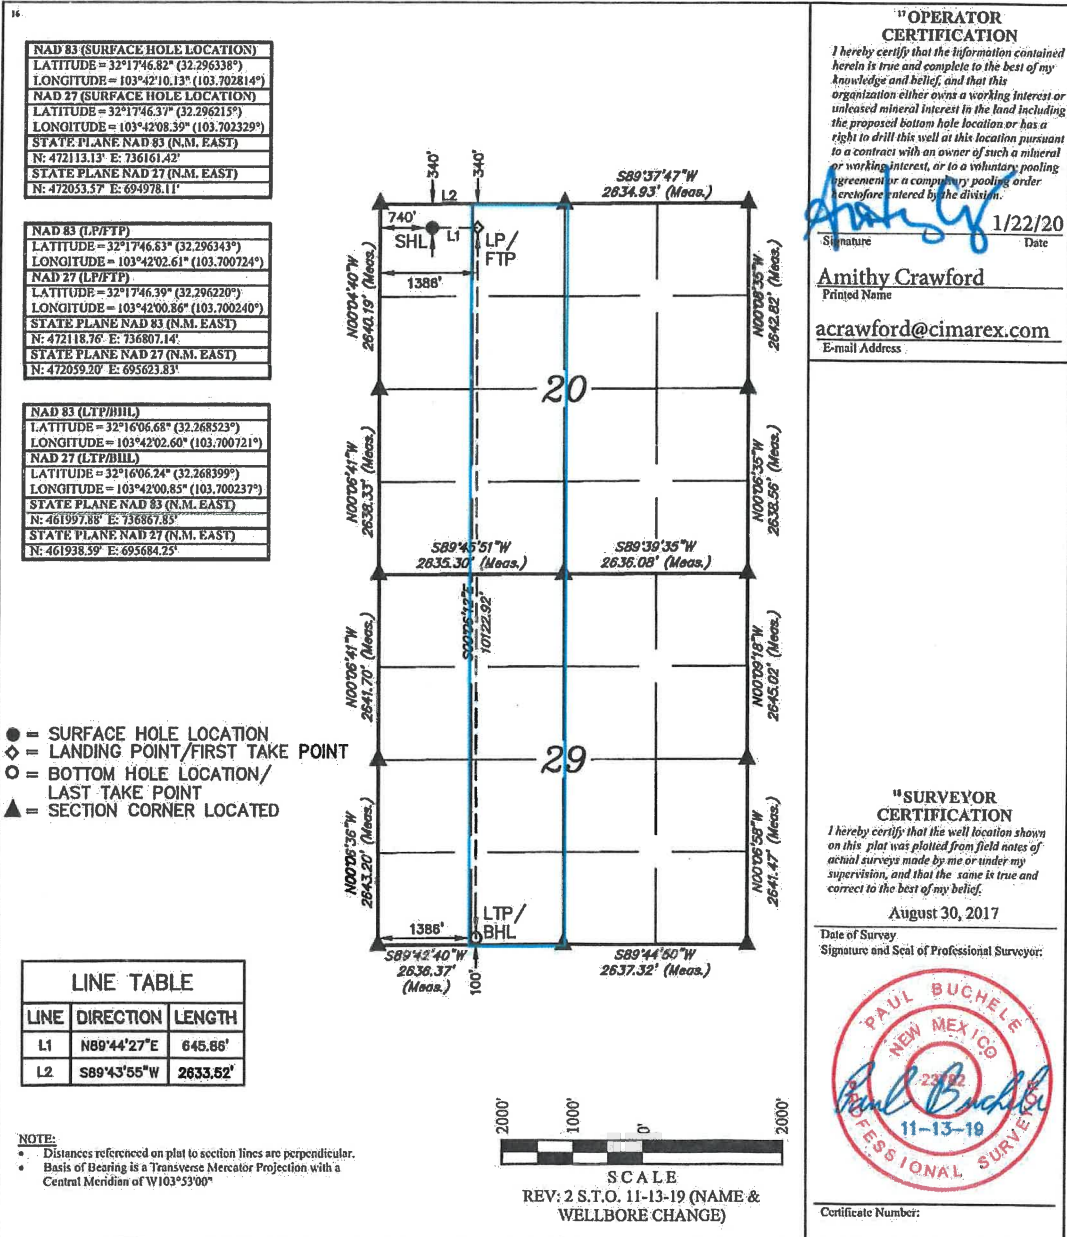 16
NAD 83 (SURFACE HOLE LOCATION)
LATITUDE = 32°17'46.82" (32.296338°)
LONGITUDE = 103°42'10.13" (103.702814°)
NAD 27 (SURFACE HOLE LOCATION)
LATITUDE = 32°17'46.37" (32.296215°)
LONGITUDE = 103°42'08.39" (103.702329°)
STATE PLANE NAD 83 (N.M. EAST)
N: 472113.13' E: 736161.42'
STATE PLANE NAD 27 (N.M. EAST)
N: 472053.57' E: 694978.11'
NAD 83 (LP/FTP)
LATITUDE = 32°17'46.63" (32.296343°)
LONGITUDE = 103°42'02.61" (103.700724°)
NAD 27 (LP/FTP)
LATITUDE = 32°17'46.39" (32.296220°)
LONGITUDE = 103°42'00.86" (103.700240°)
STATE PLANE NAD 83 (N.M. EAST)
N: 472118.76' E: 736807.14'
STATE PLANE NAD 27 (N.M. EAST)
N: 472059.20' E: 695623.83'
NAD 83 (LTP/BHL)
LATITUDE = 32°16'06.68" (32.268523°)
LONGITUDE = 103°42'02.60" (103.700721°)
NAD 27 (LTP/BHL)
LATITUDE = 32°16'06.24" (32.268399°)
LONGITUDE = 103°42'00.85" (103.700237°)
STATE PLANE NAD 83 (N.M. EAST)
N: 461997.88' E: 736867.85'
STATE PLANE NAD 27 (N.M. EAST)
N: 461938.59' E: 695684.25'
340'
340'
L2
S89°37'47"W
2634.93' (Meas.)
740'
SHL
L1
LP/
FTP
1386'
N00°04'40"W
2640.19' (Meas.)
N00°08'35"W
2642.82' (Meas.)
20
N00°06'41"W
2638.33' (Meas.)
N00°06'35"W
2638.56' (Meas.)
S89°45'51"W
2635.30' (Meas.)
S89°39'35"W
2636.08' (Meas.)
S00°06'12"E
10122.92'
N00°06'41"W
2641.70' (Meas.)
N00°09'18"W
2645.02' (Meas.)
29
N00°06'36"W
2643.20' (Meas.)
N00°06'58"W
2641.47' (Meas.)
1386'
LTP/
BHL
S89°42'40"W
2636.37'
(Meas.)
100'
S89°44'50"W
2637.32' (Meas.)
= SURFACE HOLE LOCATION
= LANDING POINT/FIRST TAKE POINT
= BOTTOM HOLE LOCATION/
LAST TAKE POINT
= SECTION CORNER LOCATED
LINE TABLE
LINE DIRECTION LENGTH
L1 N89°44'27"E 645.86'
L2 S89°43'55"W 2633.52'
NOTE:
• Distances referenced on plat to section lines are perpendicular.
• Basis of Bearing is a Transverse Mercator Projection with a
Central Meridian of W103°53'00"
2000' 1000' 0' 2000'
SCALE
REV: 2 S.T.O. 11-13-19 (NAME &
WELLBORE CHANGE)
17 OPERATOR
CERTIFICATION
I hereby certify that the information contained
herein is true and complete to the best of my
knowledge and belief, and that this
organization either owns a working interest or
unleased mineral interest in the land including
the proposed bottom hole location or has a
right to drill this well at this location pursuant
to a contract with an owner of such a mineral
or working interest, or to a voluntary pooling
agreement or a compulsory pooling order
heretofore entered by the division.
1/22/20
Signature Date
Amithy Crawford
Printed Name
acrawford@cimarex.com
E-mail Address
18 SURVEYOR
CERTIFICATION
I hereby certify that the well location shown
on this plat was plotted from field notes of
actual surveys made by me or under my
supervision, and that the same is true and
correct to the best of my belief.
August 30, 2017
Date of Survey
Signature and Seal of Professional Surveyor:
PAUL BUCHELE
NEW MEXICO
23782
Paul Buchele
11-13-19
PROFESSIONAL SURVEYOR
Certificate Number: